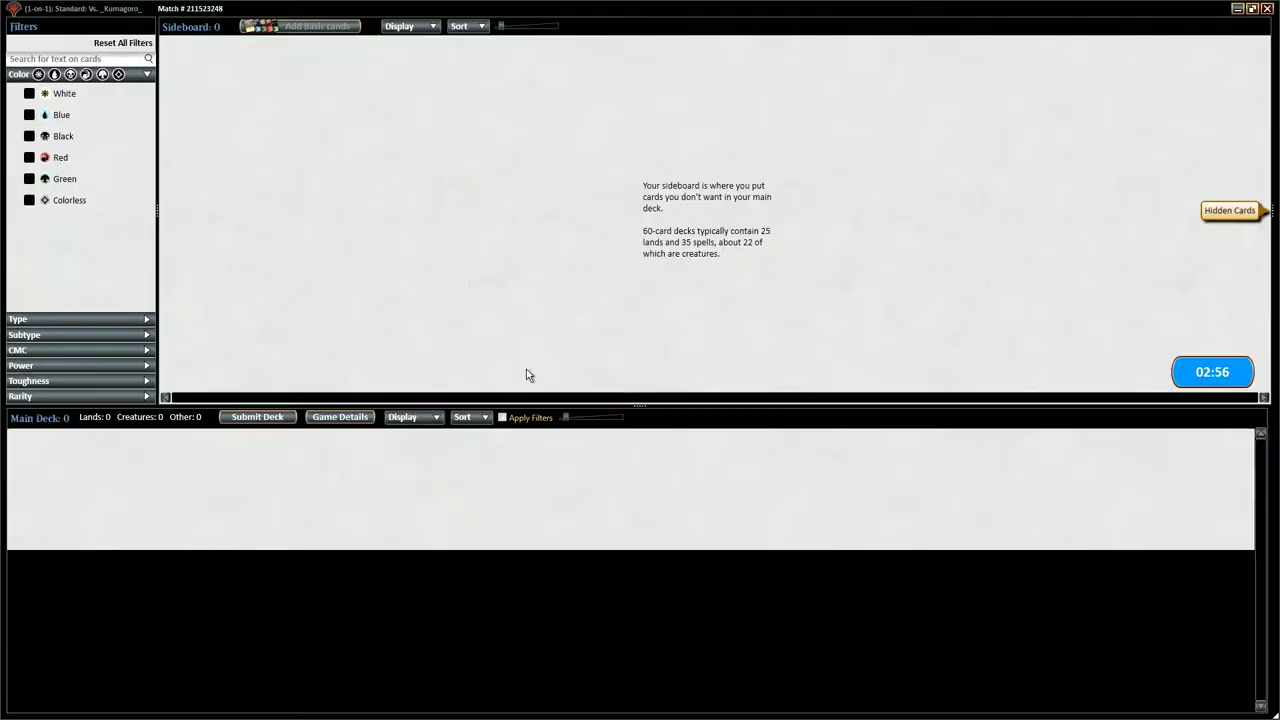 (1-on-1): Standard: Vs. _Kumagoro_ Match # 211523248
Filters
Sideboard: 0 Add Basic Lands Display Sort
Reset All Filters
Search for text on cards
Color
White
Blue
Black
Red
Green
Colorless
Your sideboard is where you put
cards you don't want in your main
deck.
60-card decks typically contain 25
lands and 35 spells, about 22 of
which are creatures.
Hidden Cards
Type
Subtype
CMC
Power
Toughness
Rarity
02:56
Main Deck: 0 Lands: 0 Creatures: 0 Other: 0 Submit Deck Game Details Display Sort Apply Filters